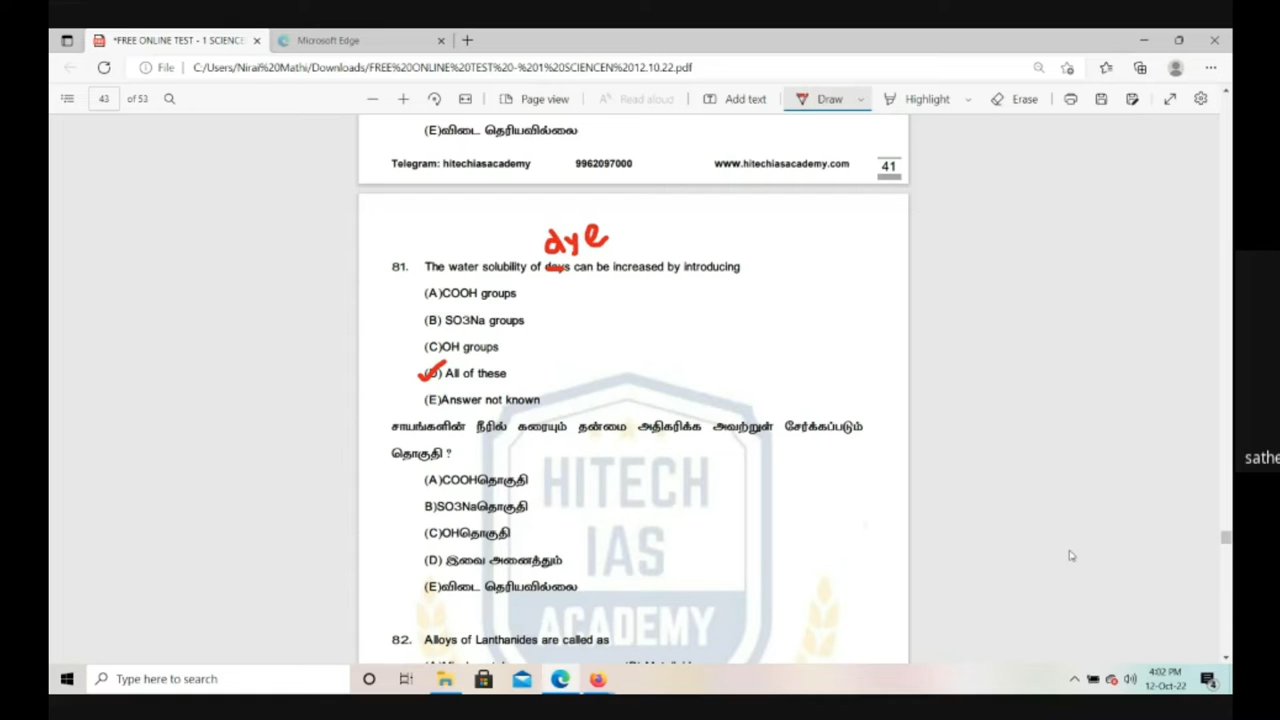 *FREE ONLINE TEST - 1 SCIENCE
Microsoft Edge
File C:/Users/Nirai%20Mathi/Downloads/FREE%20ONLINE%20TEST%20-%201%20SCIENCEN%2012.10.22.pdf
43 of 53 Page view Read aloud Add text Draw Highlight Erase
(E)விடை தெரியவில்லை
Telegram: hitechiasacademy 9962097000 www.hitechiasacademy.com 41
dye
81. The water solubility of days can be increased by introducing
(A)COOH groups
(B) SO3Na groups
(C)OH groups
(D) All of these
(E)Answer not known
சாயங்களின் நீரில் கரையும் தன்மை அதிகரிக்க அவற்றுள் சேர்க்கப்படும்
தொகுதி ?
(A)COOHதொகுதி
B)SO3Naதொகுதி
(C)OHதொகுதி
(D) இவை அனைத்தும்
(E)விடை தெரியவில்லை
HITECH
IAS
ACADEMY
82. Alloys of Lanthanides are called as
sathe
Type here to search
4:02 PM
12-Oct-22
4